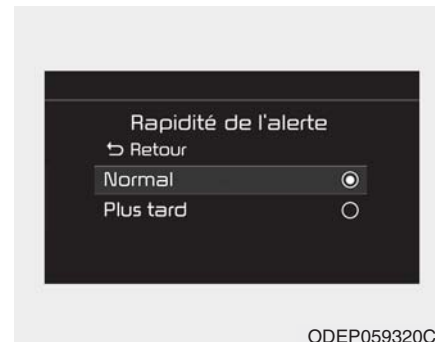 Rapidité de l'alerte
Retour
Normal
Plus tard
ODEP059320C